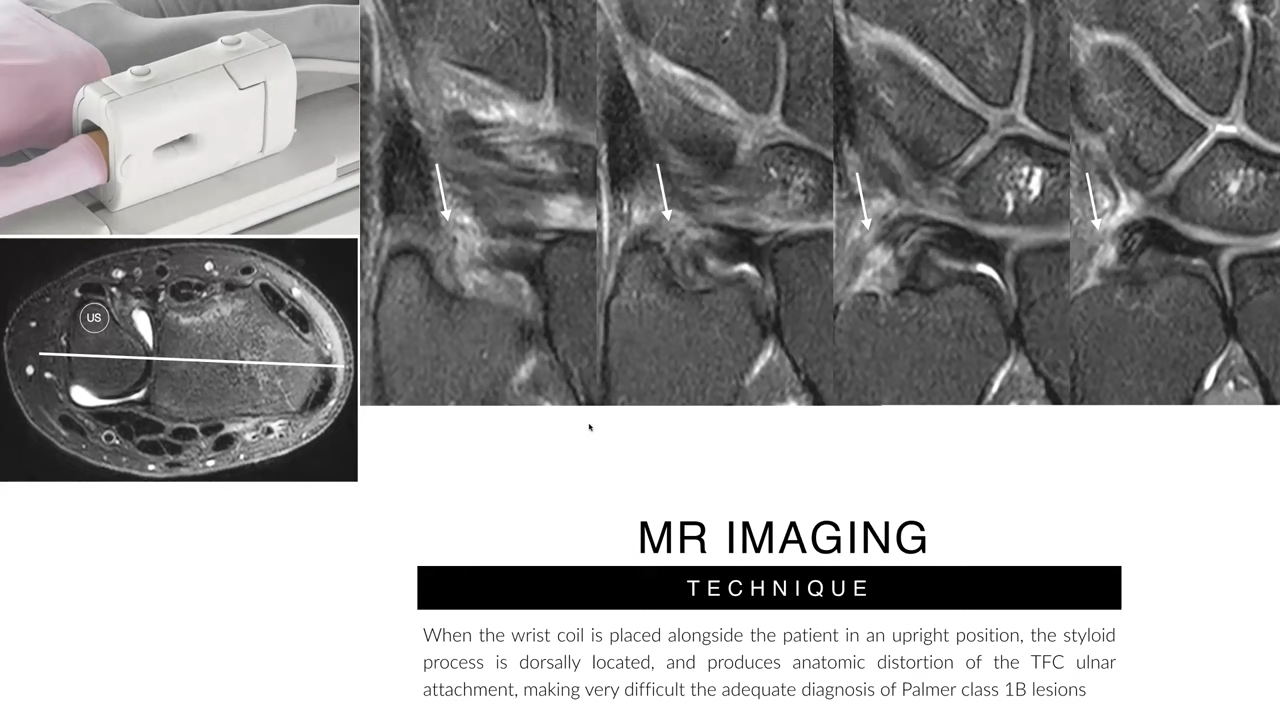 US
MR IMAGING
TECHNIQUE
When the wrist coil is placed alongside the patient in an upright position, the styloid
process is dorsally located, and produces anatomic distortion of the TFC ulnar
attachment, making very difficult the adequate diagnosis of Palmer class 1B lesions